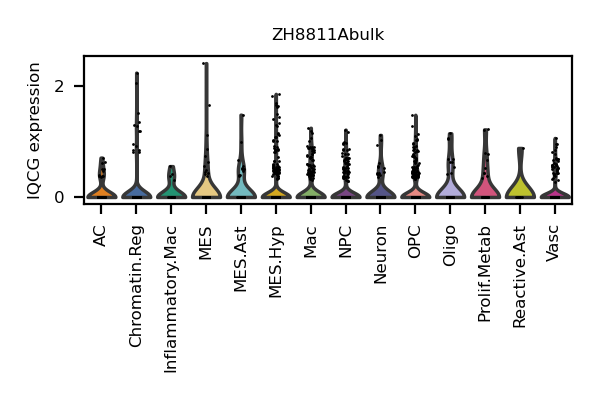 ZH8811Abulk
IQCG expression
2
0
AC
Chromatin.Reg
Inflammatory.Mac
MES
MES.Ast
MES.Hyp
Mac
NPC
Neuron
OPC
Oligo
Prolif.Metab
Reactive.Ast
Vasc